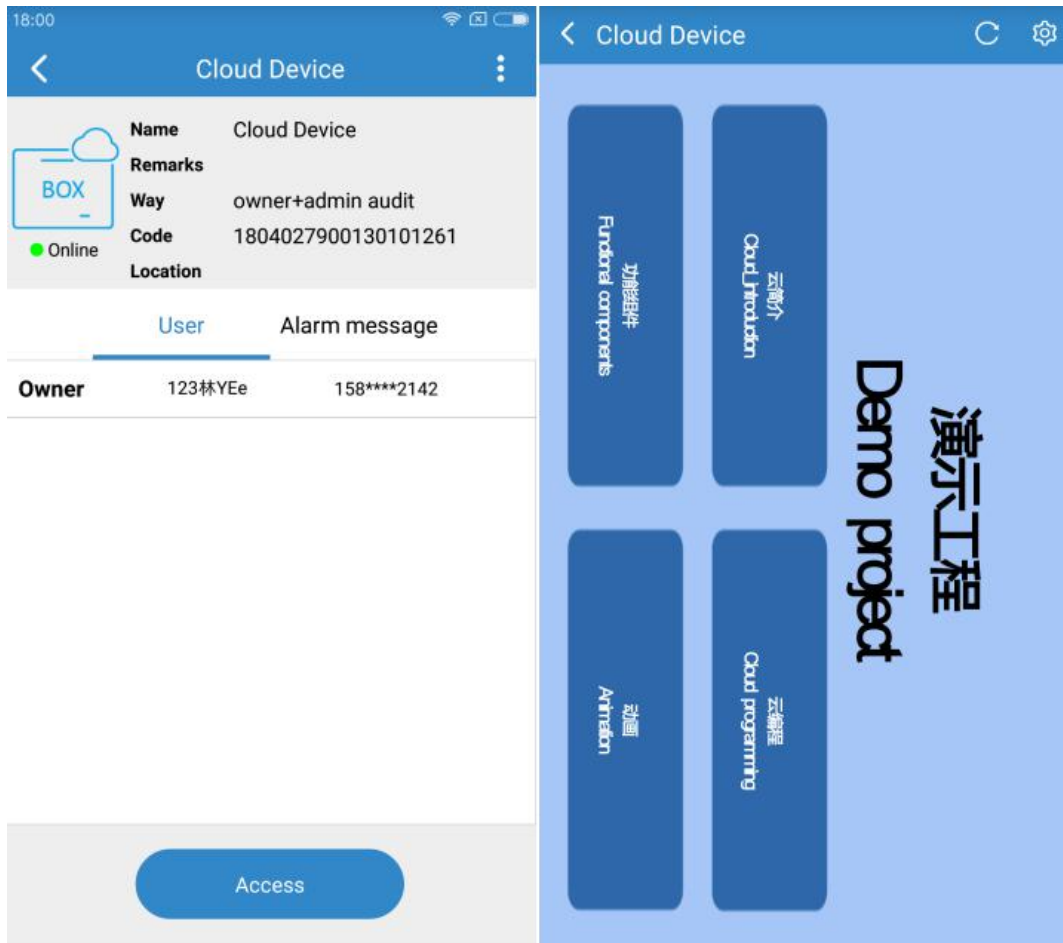 18:00
Cloud Device
BOX
Online
Name Cloud Device
Remarks
Way owner+admin audit
Code 1804027900130101261
Location
User Alarm message
Owner 123林YEe 158****2142
Access
Cloud Device
演示工程
Demo project
云简介
Cloud_introduction
云编程
Cloud programming
功能组件
Functional components
动画
Animation